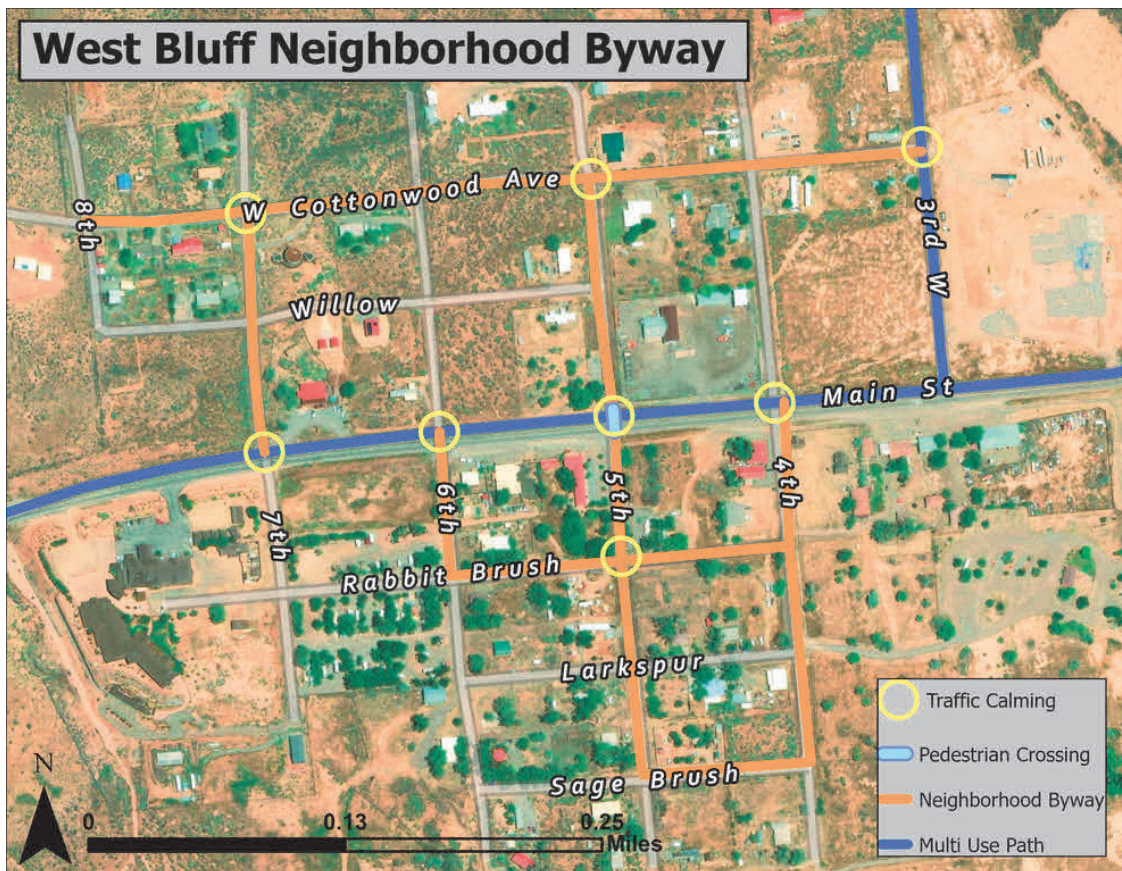 West Bluff Neighborhood Byway
8th
W Cottonwood Ave
3rd W
Willow
Main St
7th
6th
5th
4th
Rabbit Brush
Larkspur
Sage Brush
Traffic Calming
Pedestrian Crossing
Neighborhood Byway
Multi Use Path
N
0 0.13 0.25
Miles